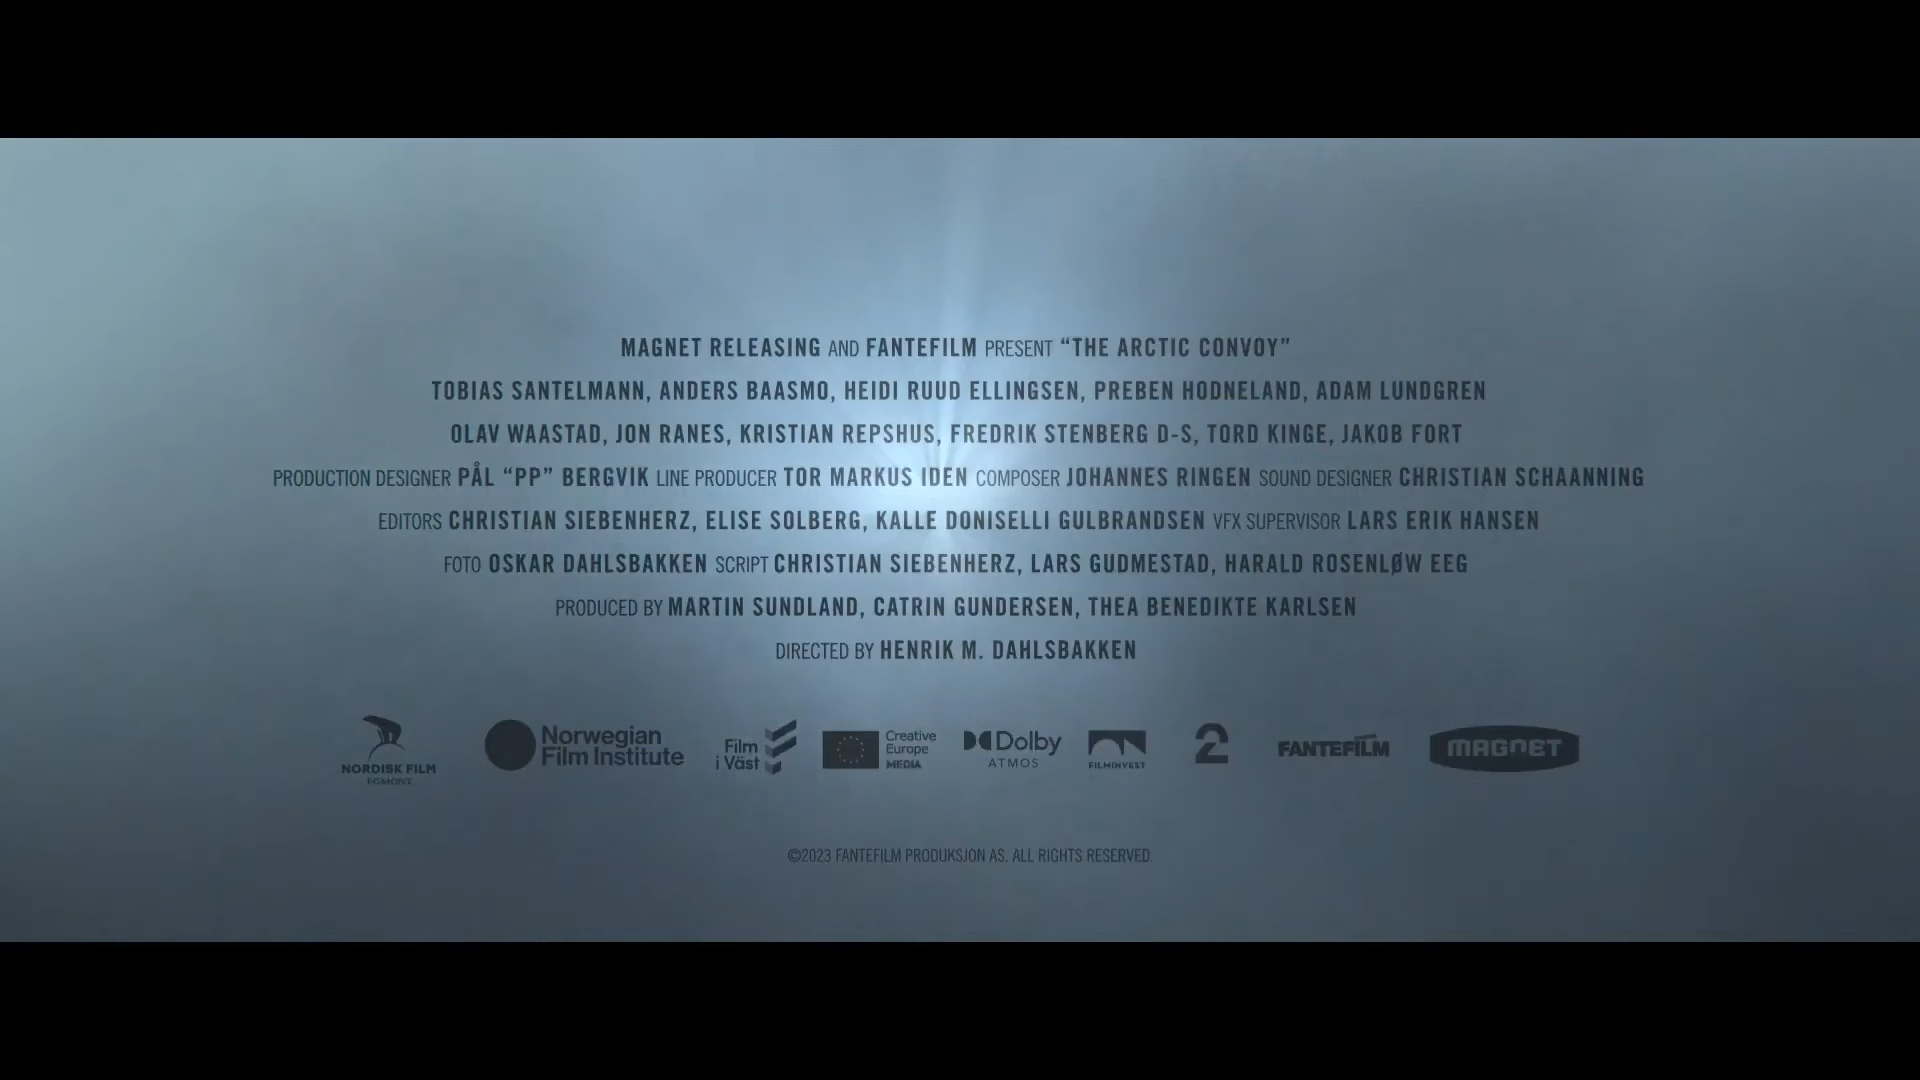 MAGNET RELEASING AND FANTEFILM PRESENT “THE ARCTIC CONVOY”
TOBIAS SANTELMANN, ANDERS BAASMO, HEIDI RUUD ELLINGSEN, PREBEN HODNELAND, ADAM LUNDGREN
OLAV WAASTAD, JON RANES, KRISTIAN REPSHUS, FREDRIK STENBERG D-S, TORD KINGE, JAKOB FORT
PRODUCTION DESIGNER PÅL “PP” BERGVIK LINE PRODUCER TOR MARKUS IDEN COMPOSER JOHANNES RINGEN SOUND DESIGNER CHRISTIAN SCHAANNING
EDITORS CHRISTIAN SIEBENHERZ, ELISE SOLBERG, KALLE DONISELLI GULBRANDSEN VFX SUPERVISOR LARS ERIK HANSEN
FOTO OSKAR DAHLSBAKKEN SCRIPT CHRISTIAN SIEBENHERZ, LARS GUDMESTAD, HARALD ROSENLØW EEG
PRODUCED BY MARTIN SUNDLAND, CATRIN GUNDERSEN, THEA BENEDIKTE KARLSEN
DIRECTED BY HENRIK M. DAHLSBAKKEN
NORDISK FILM
EGMONT
Norwegian
Film Institute
Film
i Väst
Creative
Europe
MEDIA
Dolby
ATMOS
FILMINVEST
2
FANTEFILM
MAGNET
©2023 FANTEFILM PRODUKSJON AS. ALL RIGHTS RESERVED.